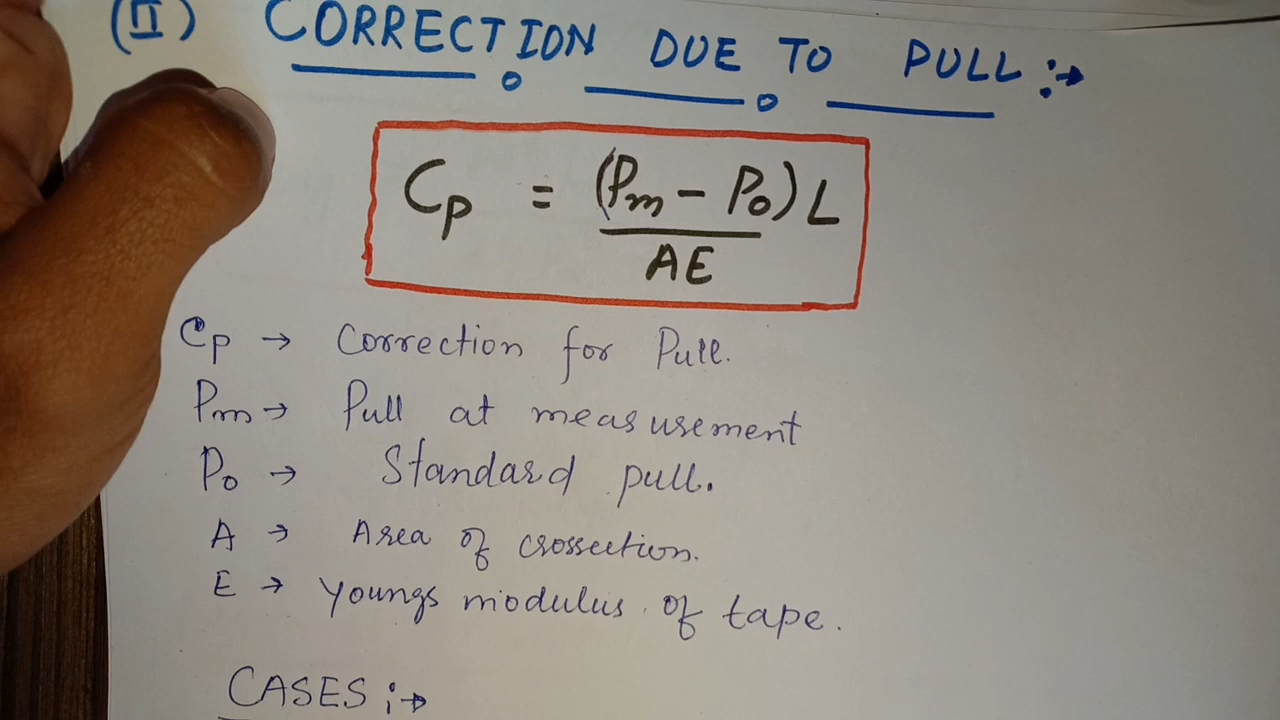 (II) CORRECTION DUE TO PULL :→
Cp = (Pm - Po) L / AE
Cp → Correction for Pull.
Pm → Pull at measurement
Po → Standard pull.
A → Area of crossection.
E → Youngs modulus of tape.
CASES :→